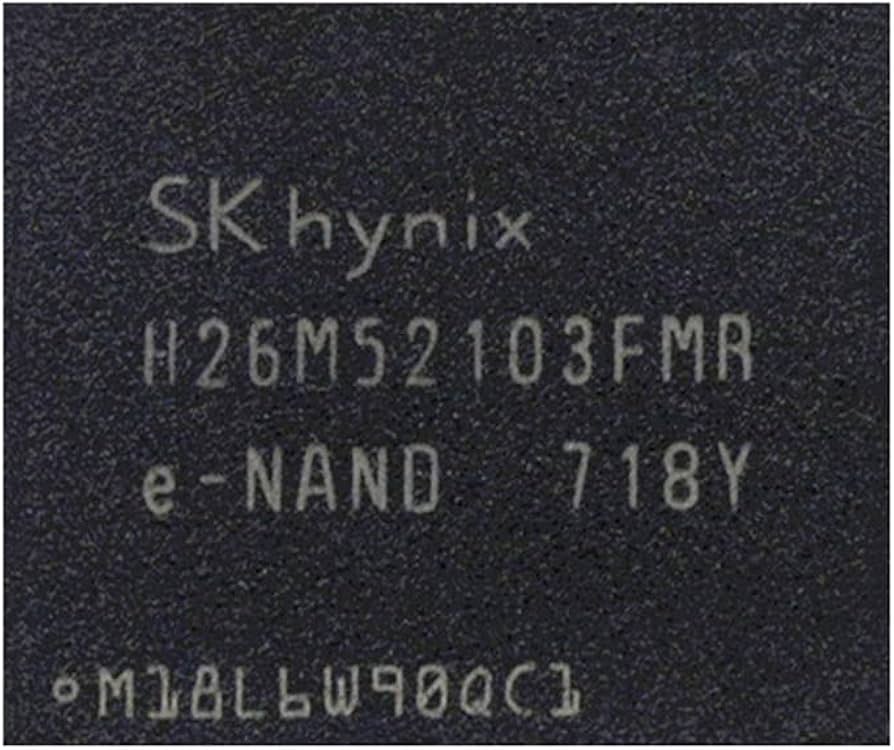 SK hynix
H26M52103FMR
e-NAND 718Y
M18L6W90QC1